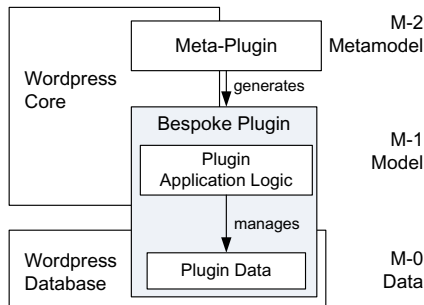 M-2
Metamodel
Meta-Plugin
Wordpress
Core
generates
Bespoke Plugin
Plugin
Application Logic
M-1
Model
manages
Wordpress
Database
Plugin Data
M-0
Data